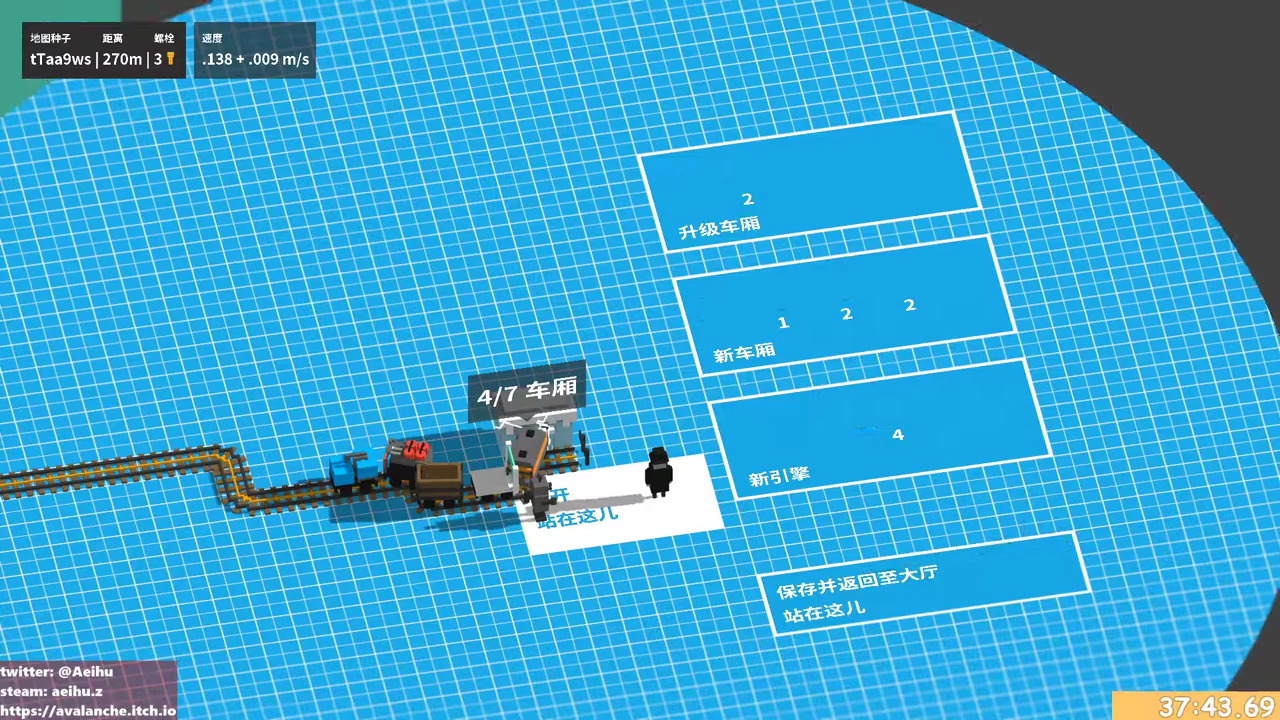 地图种子 距离 螺栓
tTaa9ws | 270m | 3
速度
.138 + .009 m/s
2
升级车厢
1 2 2
新车厢
4/7 车厢
4
新引擎
开
站在这儿
保存并返回至大厅
站在这儿
twitter: @Aeihu
steam: aeihu.z
https://avalanche.itch.io
37:43.69